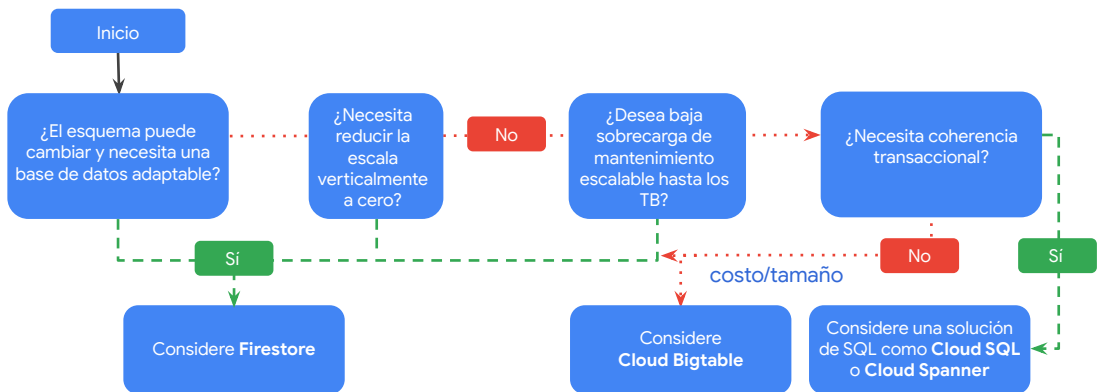 Inicio
¿El esquema puede
cambiar y necesita una
base de datos adaptable?
¿Necesita
reducir la
escala
verticalmente
a cero?
No
¿Desea baja
sobrecarga de
mantenimiento
escalable hasta los
TB?
¿Necesita coherencia
transaccional?
Sí
No
Sí
costo/tamaño
Considere Firestore
Considere
Cloud Bigtable
Considere una solución
de SQL como Cloud SQL
o Cloud Spanner